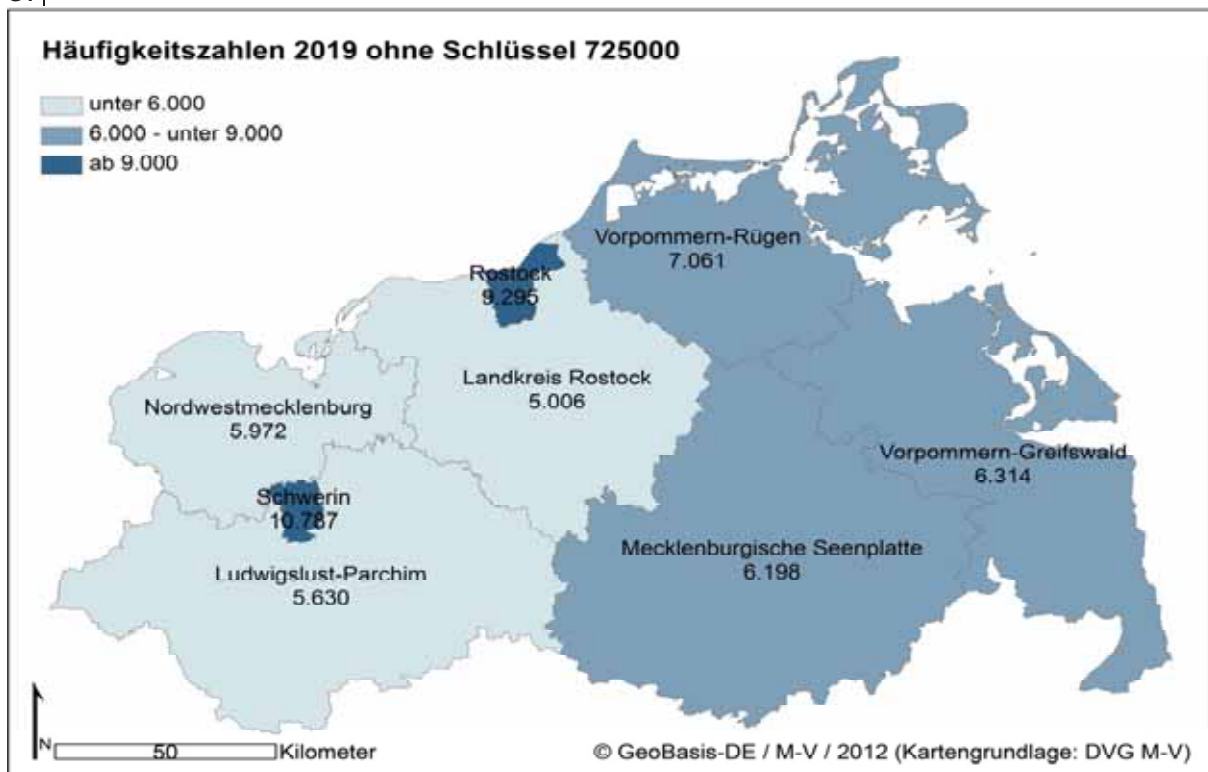 Häufigkeitszahlen 2019 ohne Schlüssel 725000
unter 6.000
6.000 - unter 9.000
ab 9.000
Vorpommern-Rügen
7.061
Rostock
9.295
Landkreis Rostock
5.006
Nordwestmecklenburg
5.972
Vorpommern-Greifswald
6.314
Schwerin
10.787
Mecklenburgische Seenplatte
6.198
Ludwigslust-Parchim
5.630
N
50
Kilometer
© GeoBasis-DE / M-V / 2012 (Kartengrundlage: DVG M-V)